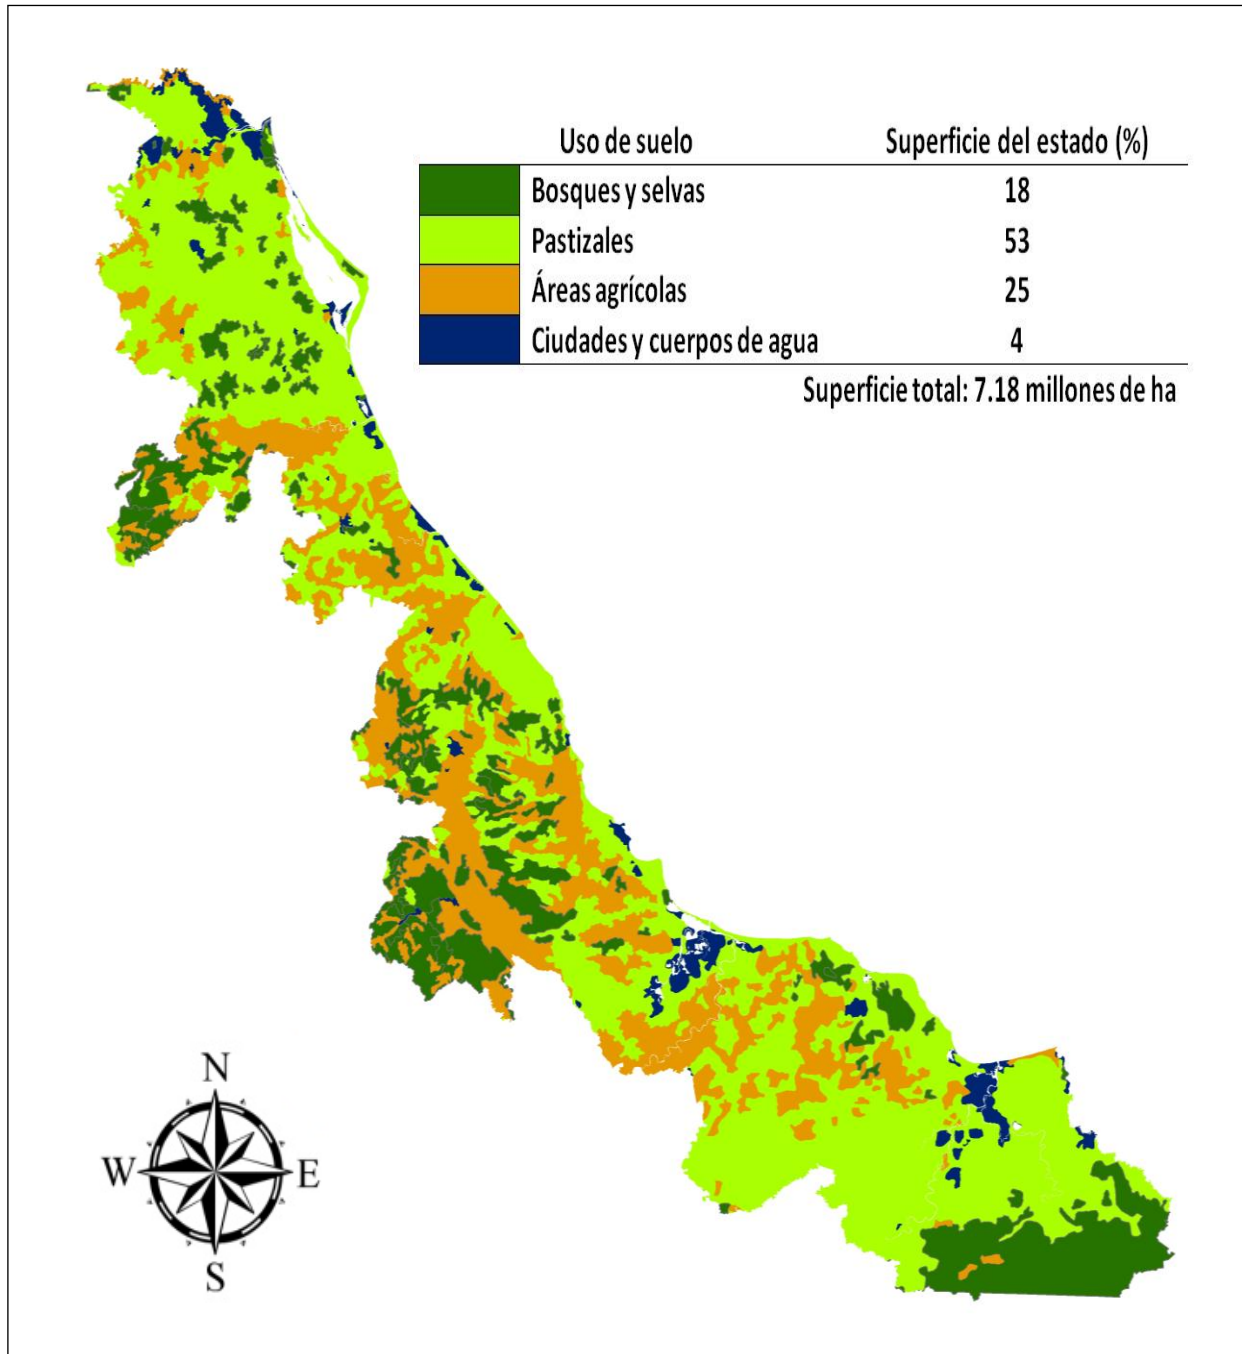 Uso de suelo Superficie del estado (%)
Bosques y selvas 18
Pastizales 53
Áreas agrícolas 25
Ciudades y cuerpos de agua 4
Superficie total: 7.18 millones de ha
N
W E
S